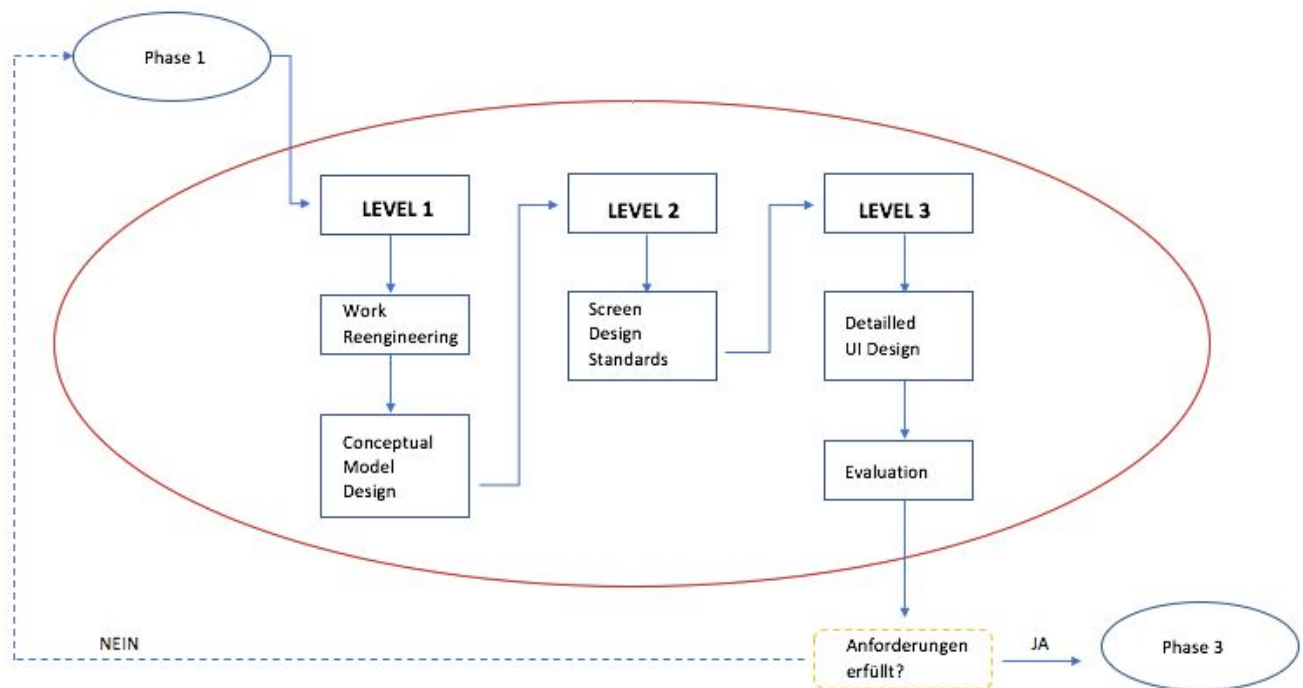 Phase 1
LEVEL 1
Work
Reengineering
Conceptual
Model
Design
LEVEL 2
Screen
Design
Standards
LEVEL 3
Detailled
UI Design
Evaluation
Anforderungen
erfüllt?
NEIN
JA
Phase 3